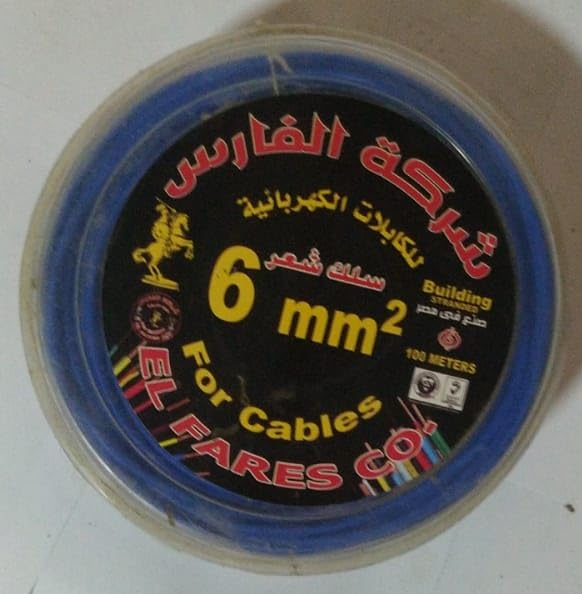 شركة الفارس
للكابلات الكهربائية
سلك شعر
6 mm²
Building
STRANDED
صنع فى مصر
100 METERS
For Cables
EL FARES CO.